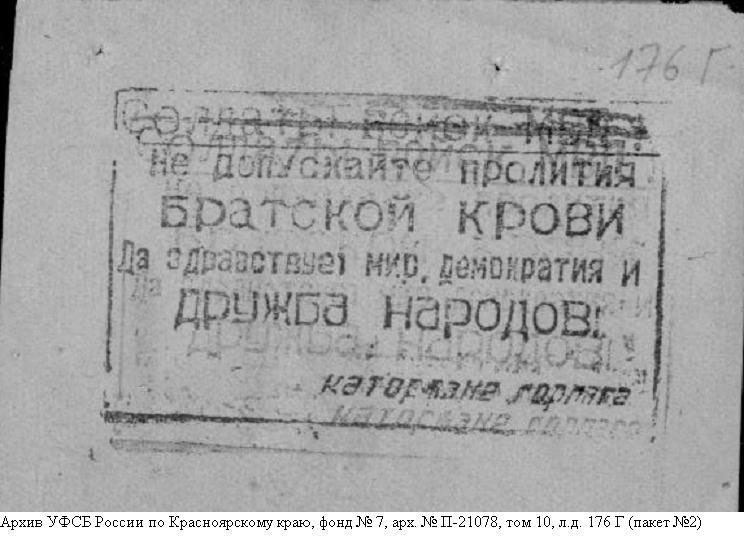 176 Г
Солдаты войск МВД!
Не допускайте пролития
Братской крови
Да здравствует мир, демократия и
дружба народов!
каторжане горлага
Архив УФСБ России по Красноярскому краю, фонд № 7, арх. № П-21078, том 10, л.д. 176 Г (пакет №2)